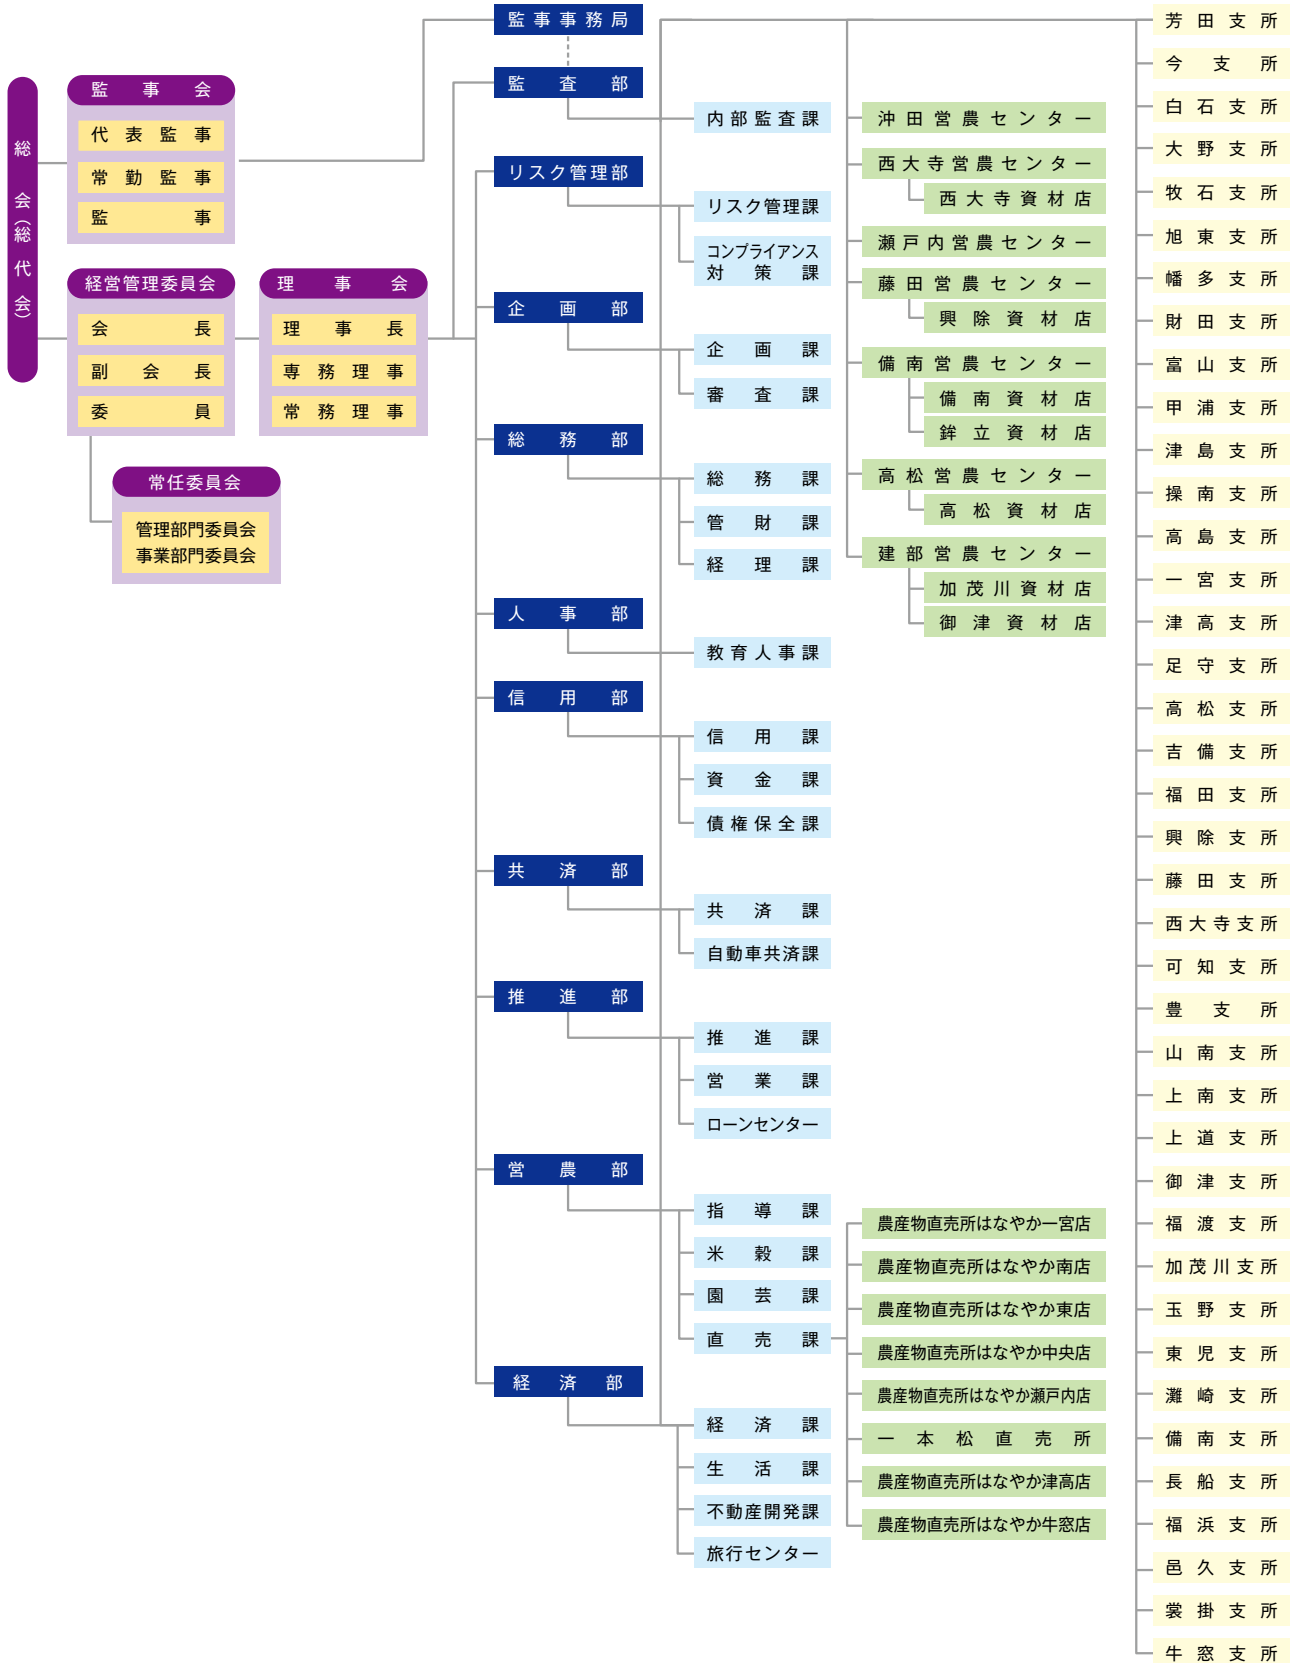 総会(総代会)
監事会
代表監事
常勤監事
監事
経営管理委員会
会長
副会長
委員
常任委員会
管理部門委員会
事業部門委員会
理事会
理事長
専務理事
常務理事
監事事務局
監査部
内部監査課
リスク管理部
リスク管理課
コンプライアンス
対策課
企画部
企画課
審査課
総務部
総務課
管財課
経理課
人事部
教育人事課
信用部
信用課
資金課
債権保全課
共済部
共済課
自動車共済課
推進部
推進課
営業課
ローンセンター
営農部
指導課
米穀課
園芸課
直売課
経済部
経済課
生活課
不動産開発課
旅行センター
沖田営農センター
西大寺営農センター
西大寺資材店
瀬戸内営農センター
藤田営農センター
興除資材店
備南営農センター
備南資材店
鉾立資材店
高松営農センター
高松資材店
建部営農センター
加茂川資材店
御津資材店
農産物直売所はなやか一宮店
農産物直売所はなやか南店
農産物直売所はなやか東店
農産物直売所はなやか中央店
農産物直売所はなやか瀬戸内店
一本松直売所
農産物直売所はなやか津高店
農産物直売所はなやか牛窓店
芳田支所
今支所
白石支所
大野支所
牧石支所
旭東支所
幡多支所
財田支所
富山支所
甲浦支所
津島支所
操南支所
高島支所
一宮支所
津高支所
足守支所
高松支所
吉備支所
福田支所
興除支所
藤田支所
西大寺支所
可知支所
豊支所
山南支所
上南支所
上道支所
御津支所
福渡支所
加茂川支所
玉野支所
東児支所
灘崎支所
備南支所
長船支所
福浜支所
邑久支所
裳掛支所
牛窓支所